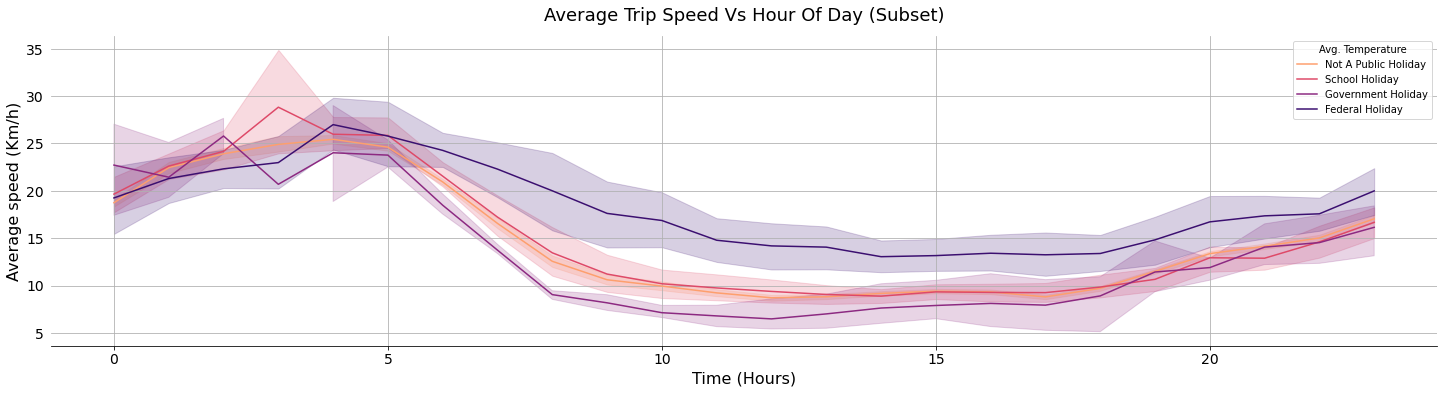 Average Trip Speed Vs Hour Of Day (Subset)
Average speed (Km/h)
35
30
25
20
15
10
5
0
5
10
15
20
Time (Hours)
Avg. Temperature
Not A Public Holiday
School Holiday
Government Holiday
Federal Holiday